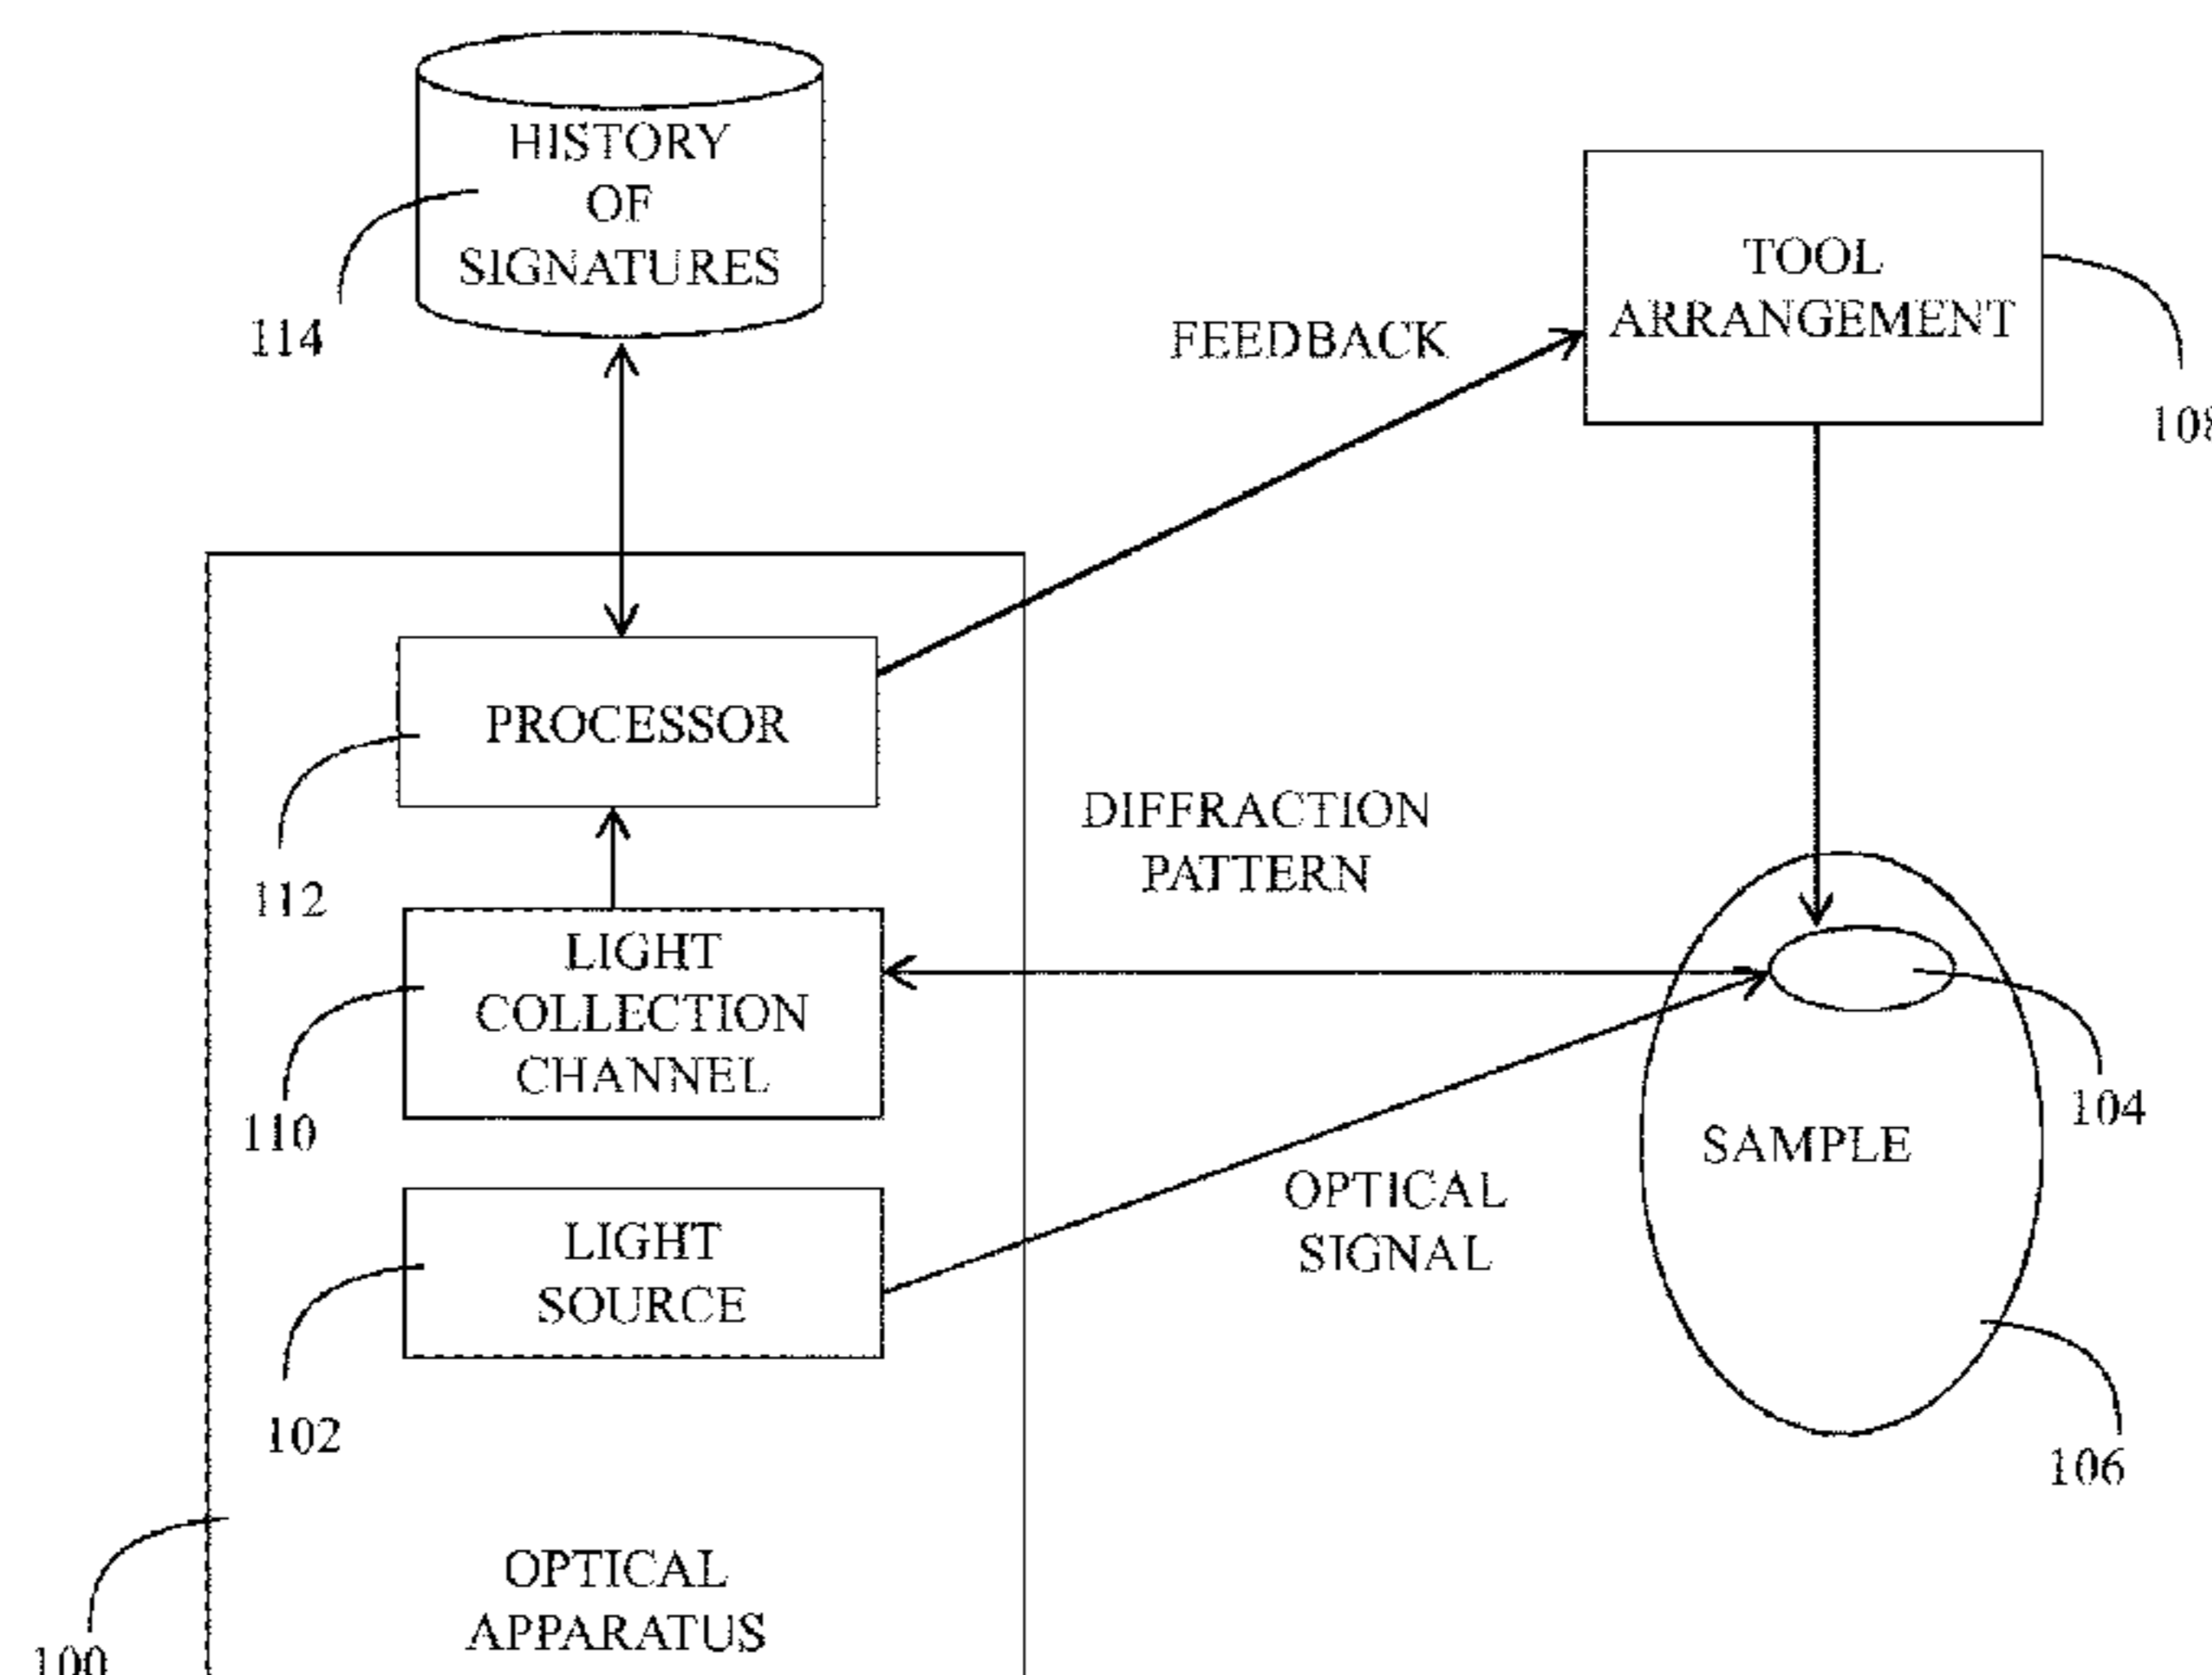 HISTORY
OF
SIGNATURES
114
TOOL
ARRANGEMENT
108
FEEDBACK
PROCESSOR
112
DIFFRACTION
PATTERN
LIGHT
COLLECTION
CHANNEL
110
104
SAMPLE
OPTICAL
SIGNAL
LIGHT
SOURCE
102
106
OPTICAL
APPARATUS
100